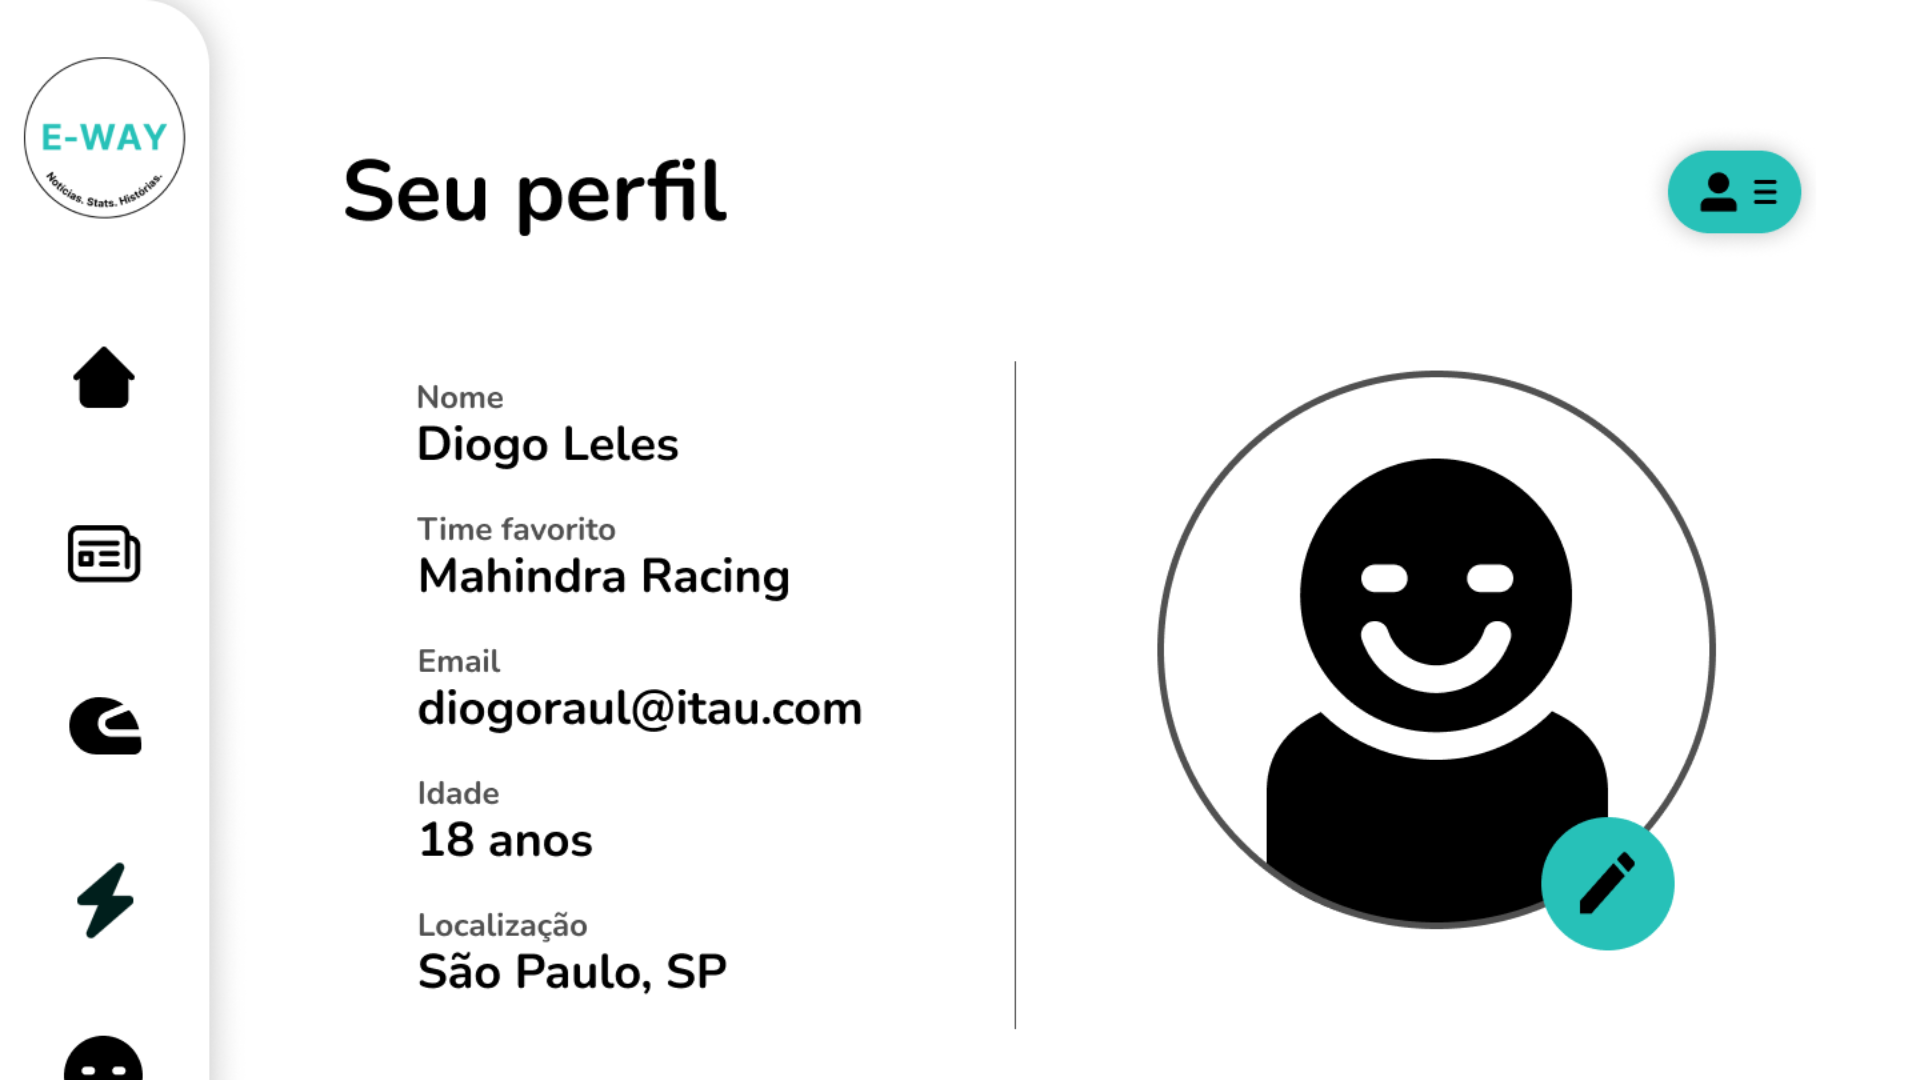 E-WAY
Notícias. Stats. Histórias.
Seu perfil
Nome
Diogo Leles
Time favorito
Mahindra Racing
Email
diogoraul@itau.com
Idade
18 anos
Localização
São Paulo, SP